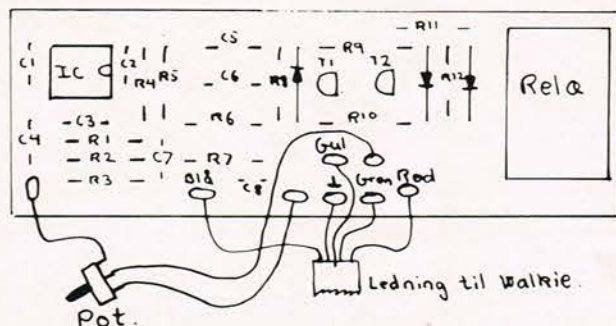 R11
C5
R9
C1
IC
C2
R4
R5
C6
R8
T1
T2
R12
Rela
C3
R6
R10
C4
R1
R2
C7
R7
Gul
R3
Blå
C8
Grøn
Rød
Ledning til Walkie.
Pot.